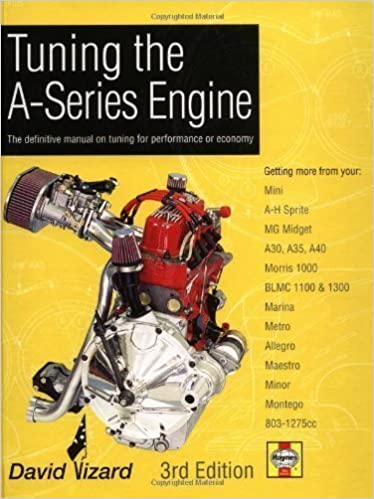 Tuning the
A-Series Engine
The definitive manual on tuning for performance or economy
Getting more from your:
Mini
A-H Sprite
MG Midget
A30, A35, A40
Morris 1000
BLMC 1100 & 1300
Marina
Metro
Allegro
Maestro
Minor
Montego
803-1275cc
Haynes
David Vizard
3rd Edition